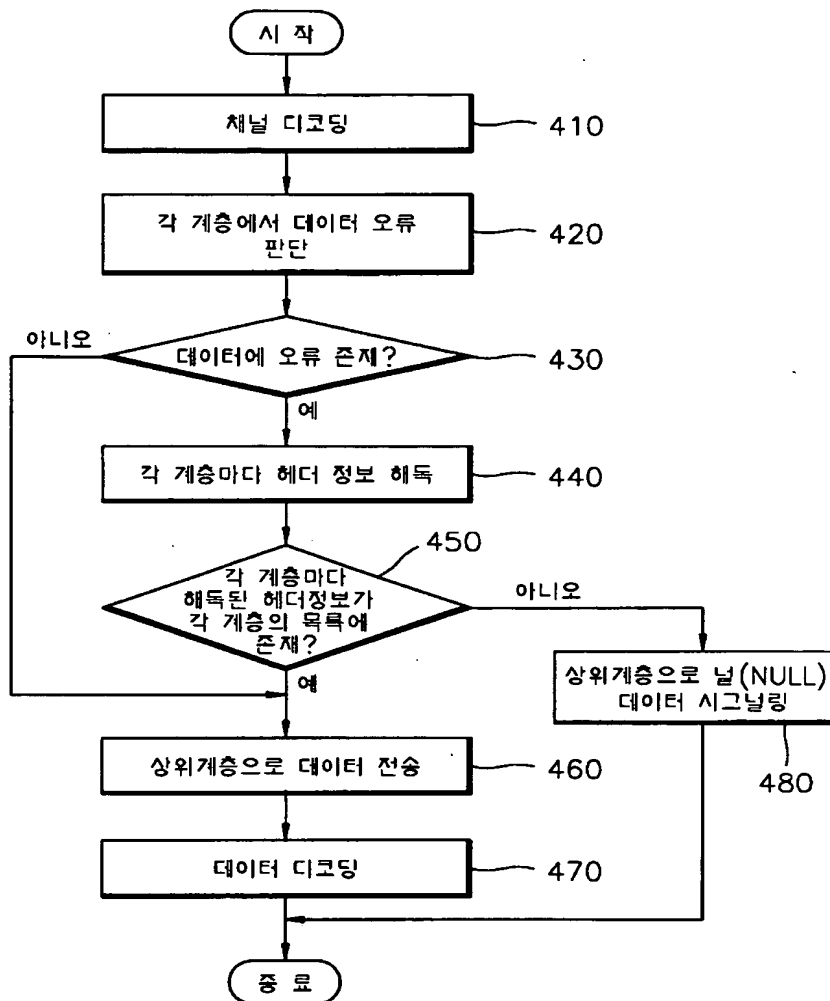 시 작
채널 디코딩
410
각 계층에서 데이터 오류
판단
420
아니오
데이터에 오류 존재?
430
예
각 계층마다 헤더 정보 해독
440
450
각 계층마다
해독된 헤더정보가
각 계층의 목록에
존재?
아니오
예
상위계층으로 널(NULL)
데이터 시그널링
480
상위계층으로 데이터 전송
460
데이터 디코딩
470
종 료